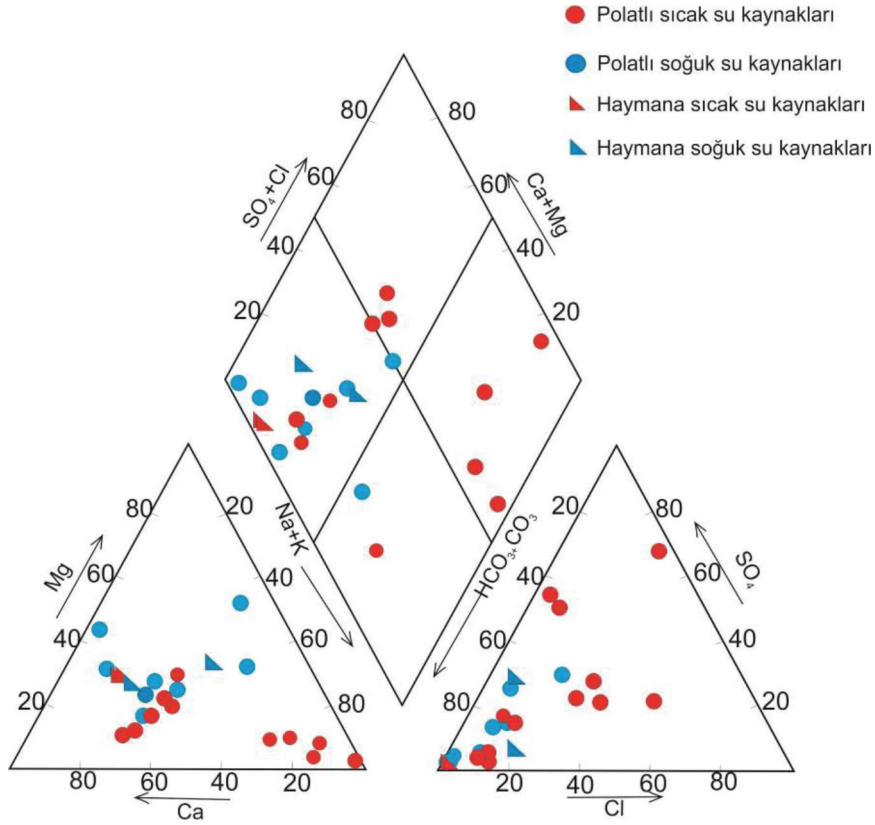 Polatlı sıcak su kaynakları
Polatlı soğuk su kaynakları
Haymana sıcak su kaynakları
Haymana soğuk su kaynakları
80 80
60 60
SO₄+Cl Ca+Mg
40 40
20 20
Na+K HCO₃₊CO₃
80 20 20 80
Mg SO₄
60 40 40 60
40 60 60 40
20 80 80 20
80 60 40 20 20 40 60 80
Ca Cl